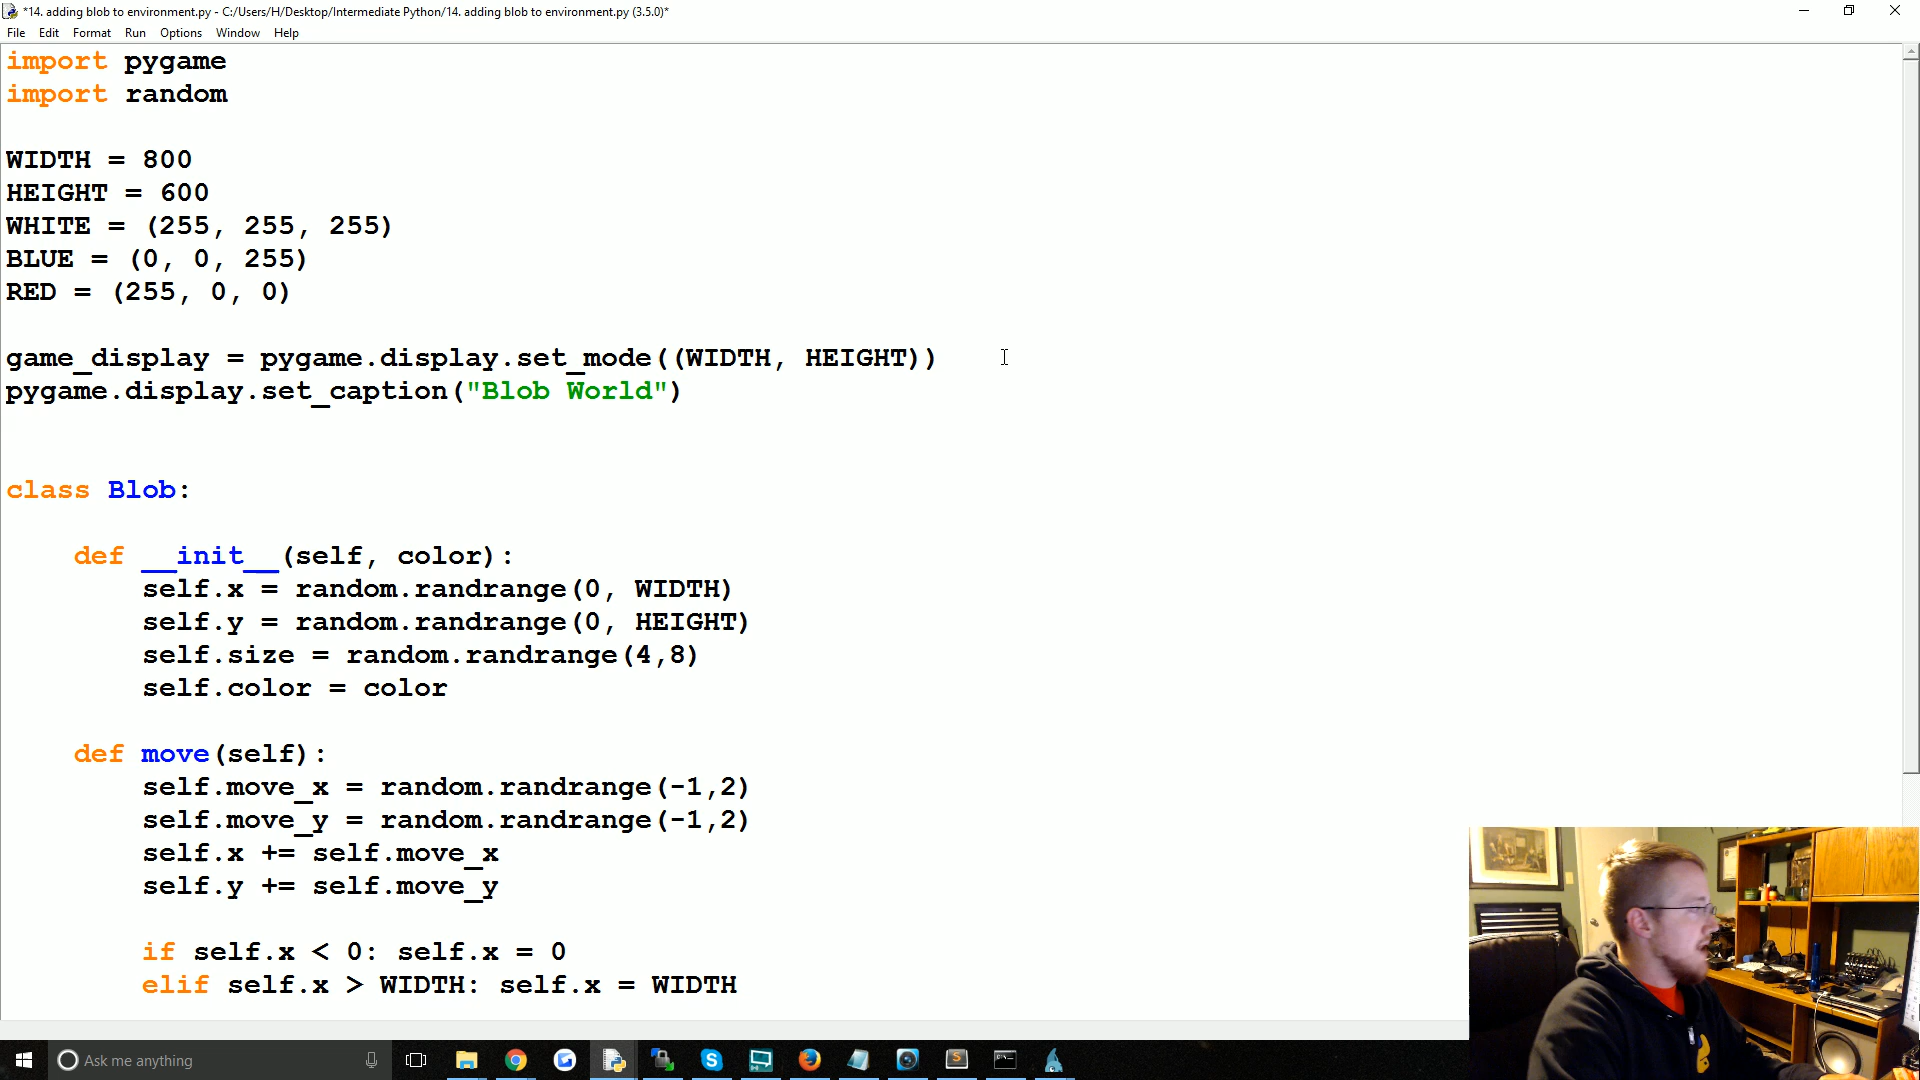 *14. adding blob to environment.py - C:/Users/H/Desktop/Intermediate Python/14. adding blob to environment.py (3.5.0)*
File Edit Format Run Options Window Help
import pygame
import random
WIDTH = 800
HEIGHT = 600
WHITE = (255, 255, 255)
BLUE = (0, 0, 255)
RED = (255, 0, 0)
game_display = pygame.display.set_mode((WIDTH, HEIGHT))
pygame.display.set_caption("Blob World")
class Blob:
def __init__(self, color):
self.x = random.randrange(0, WIDTH)
self.y = random.randrange(0, HEIGHT)
self.size = random.randrange(4,8)
self.color = color
def move(self):
self.move_x = random.randrange(-1,2)
self.move_y = random.randrange(-1,2)
self.x += self.move_x
self.y += self.move_y
if self.x < 0: self.x = 0
elif self.x > WIDTH: self.x = WIDTH
Ask me anything